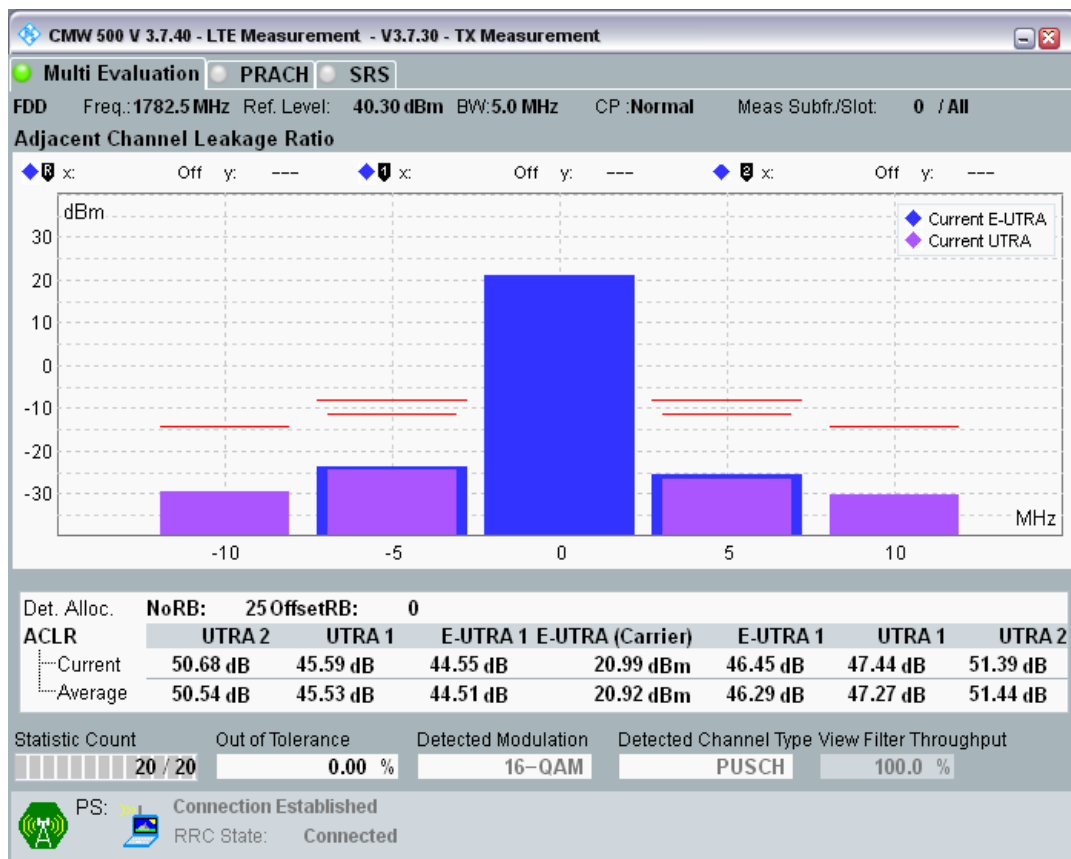 CMW 500 V 3.7.40 - LTE Measurement - V3.7.30 - TX Measurement
Multi Evaluation PRACH SRS
FDD Freq.:1782.5 MHz Ref. Level: 40.30 dBm BW:5.0 MHz CP :Normal Meas Subfr./Slot: 0 / All
Adjacent Channel Leakage Ratio
R x: Off y: --- 1 x: Off y: --- 2 x: Off y: ---
dBm
Current E-UTRA
Current UTRA
30
20
10
0
-10
-20
-30
MHz
-10 -5 0 5 10
Det. Alloc. NoRB: 25 OffsetRB: 0
ACLR UTRA 2 UTRA 1 E-UTRA 1 E-UTRA (Carrier) E-UTRA 1 UTRA 1 UTRA 2
Current 50.68 dB 45.59 dB 44.55 dB 20.99 dBm 46.45 dB 47.44 dB 51.39 dB
Average 50.54 dB 45.53 dB 44.51 dB 20.92 dBm 46.29 dB 47.27 dB 51.44 dB
Statistic Count Out of Tolerance Detected Modulation Detected Channel Type View Filter Throughput
20 / 20 0.00 % 16-QAM PUSCH 100.0 %
PS: Connection Established
RRC State: Connected